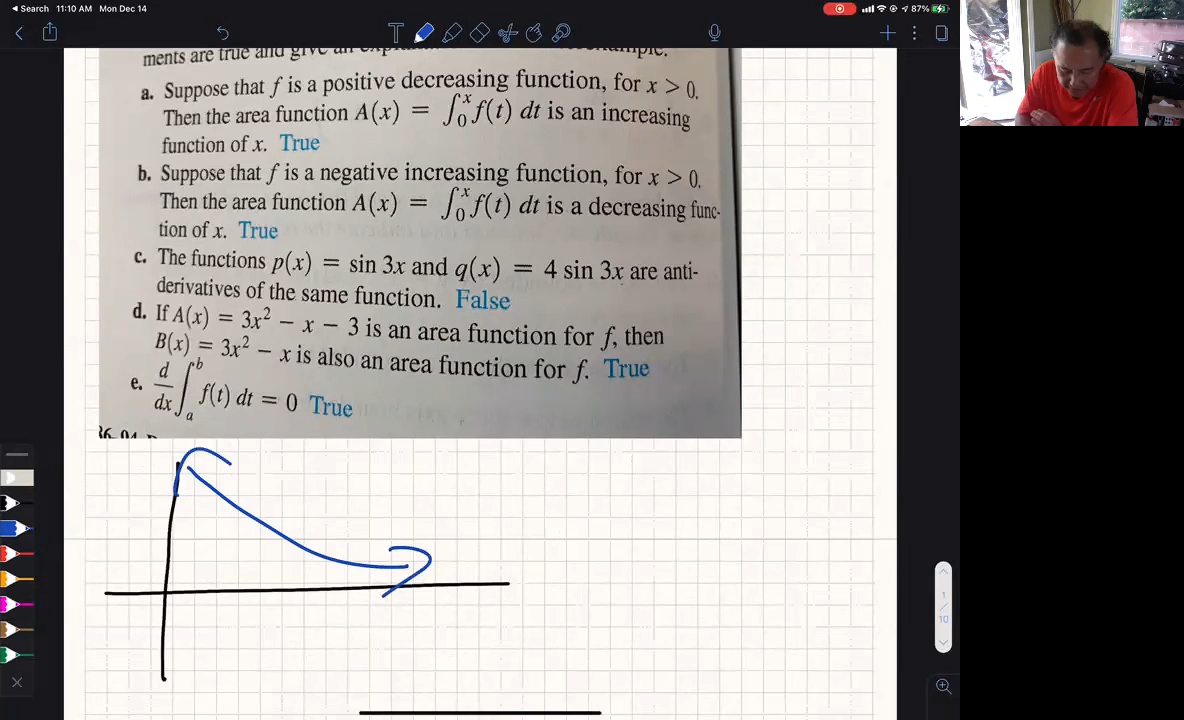 Search 11:10 AM Mon Dec 14
87%
ments are true and give an
a. Suppose that f is a positive decreasing function, for x > 0.
Then the area function A(x) = ∫₀ˣ f(t) dt is an increasing
function of x. True
b. Suppose that f is a negative increasing function, for x > 0.
Then the area function A(x) = ∫₀ˣ f(t) dt is a decreasing func-
tion of x. True
c. The functions p(x) = sin 3x and q(x) = 4 sin 3x are anti-
derivatives of the same function. False
d. If A(x) = 3x² − x − 3 is an area function for f, then
B(x) = 3x² − x is also an area function for f. True
e. d/dx ∫ₐᵇ f(t) dt = 0 True
1
/
10